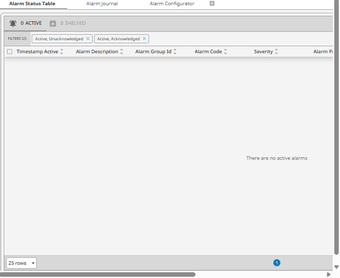 Alarm Status Table Alarm Journal Alarm Configurator
0 ACTIVE 0 SHELVED
FILTERS (2) Active, Unacknowledged Active, Acknowledged
Timestamp Active Alarm Description Alarm Group Id Alarm Code Severity Alarm
There are no active alarms
25 rows 1